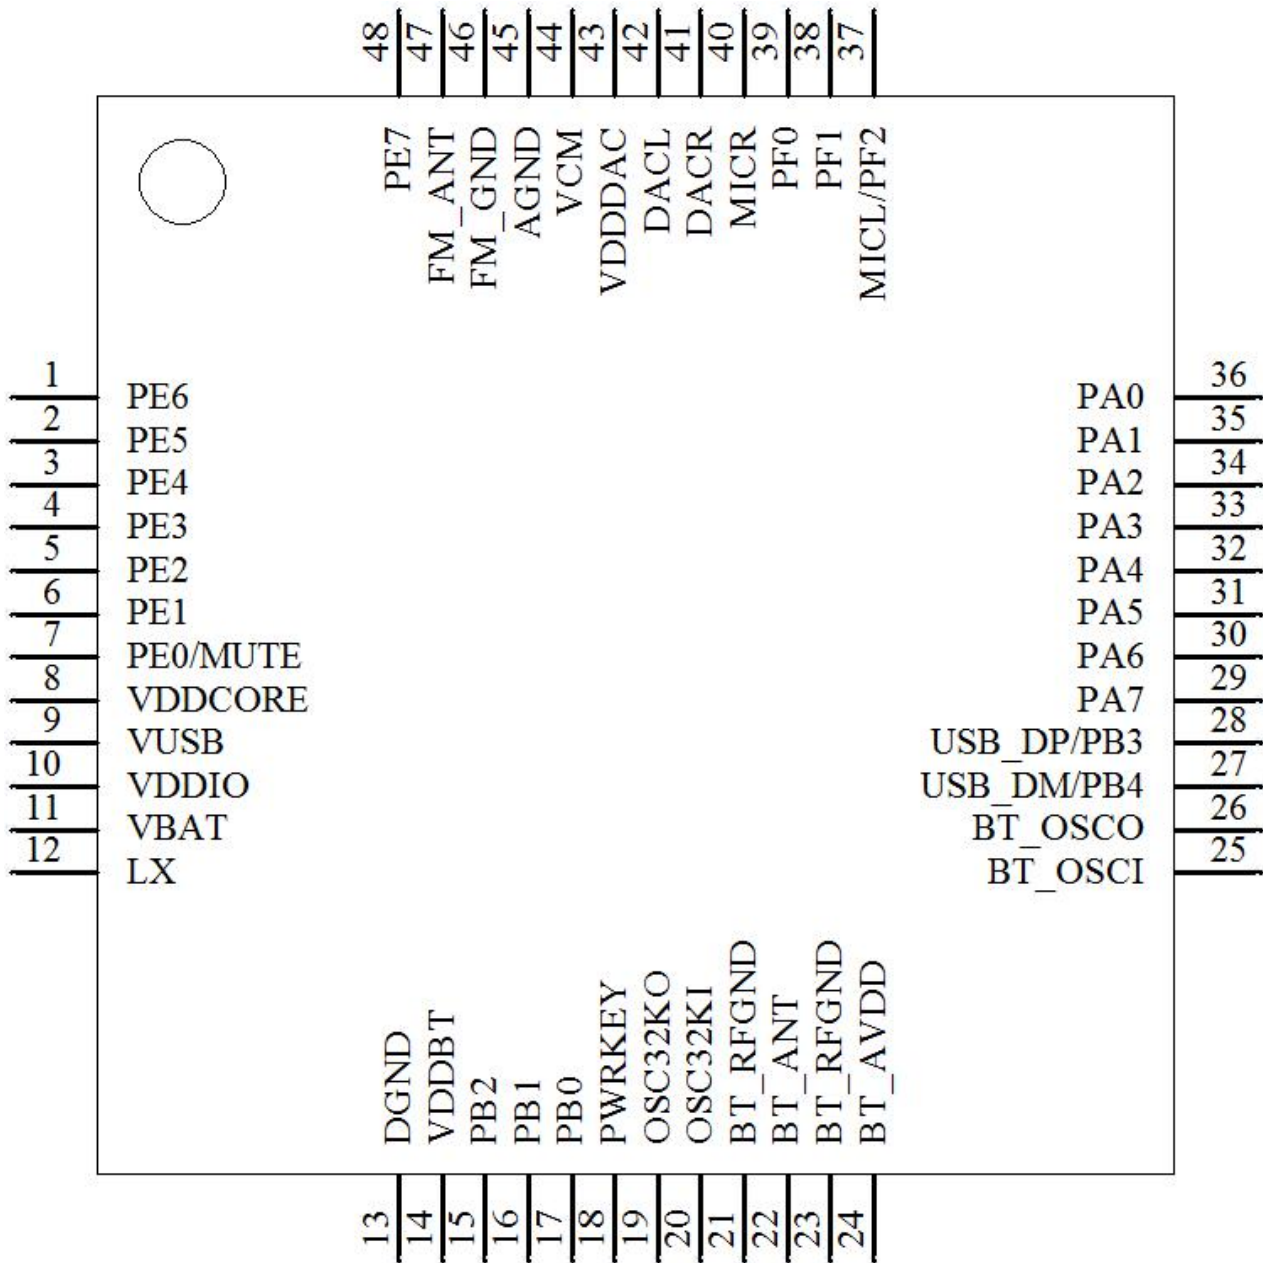 48 47 46 45 44 43 42 41 40 39 38 37
PE7
FM_ANT
FM_GND
AGND
VCM
VDDDAC
DACL
DACR
MICR
PF0
PF1
MICL/PF2
1 PE6
2 PE5
3 PE4
4 PE3
5 PE2
6 PE1
7 PE0/MUTE
8 VDDCORE
9 VUSB
10 VDDIO
11 VBAT
12 LX
PA0 36
PA1 35
PA2 34
PA3 33
PA4 32
PA5 31
PA6 30
PA7 29
USB_DP/PB3 28
USB_DM/PB4 27
BT_OSCO 26
BT_OSCI 25
DGND
VDDBT
PB2
PB1
PB0
PWRKEY
OSC32KO
OSC32KI
BT_RFGND
BT_ANT
BT_RFGND
BT_AVDD
13 14 15 16 17 18 19 20 21 22 23 24